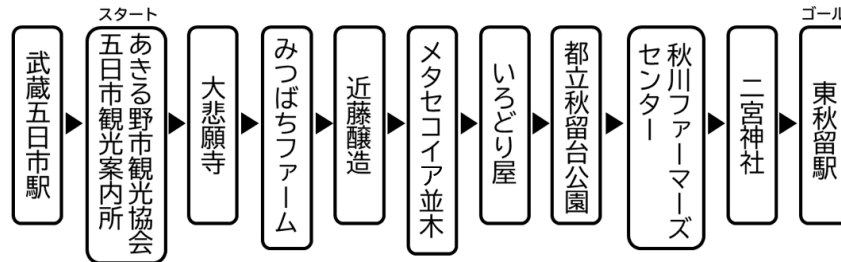 スタート
ゴール
武蔵五日市駅
あきる野市観光協会
五日市観光案内所
大悲願寺
みつばちファーム
近藤醸造
メタセコイア並木
いろどり屋
都立秋留台公園
秋川ファーマーズ
センター
二宮神社
東秋留駅